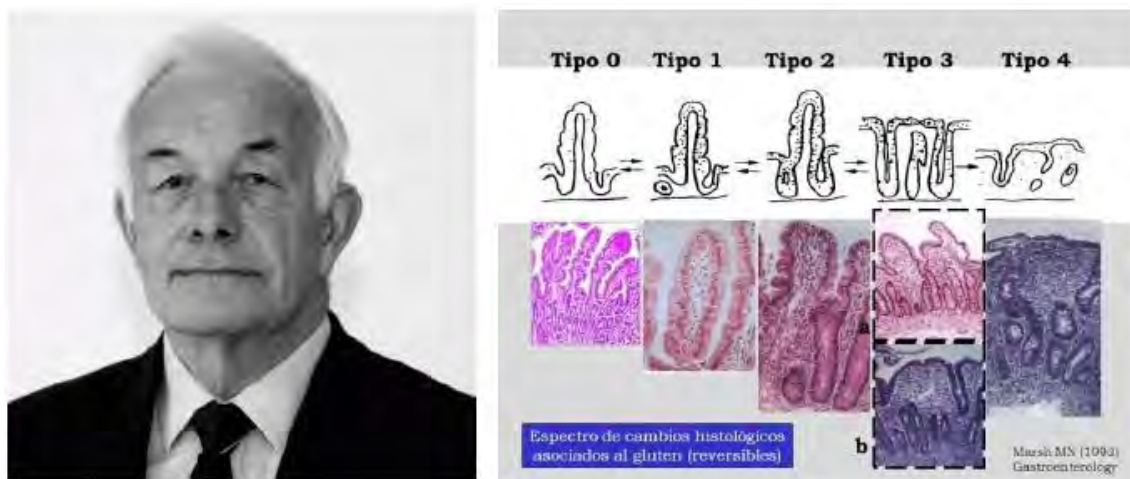 Tipo 0 Tipo 1 Tipo 2 Tipo 3 Tipo 4
a
b
Espectro de cambios histológicos
asociados al gluten (reversibles)
Marsh MN
Gastroenterology